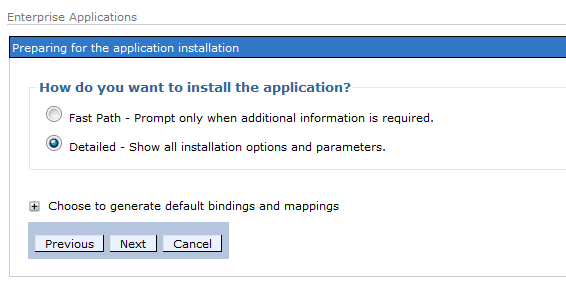 Enterprise Applications
Preparing for the application installation
How do you want to install the application?
Fast Path - Prompt only when additional information is required.
Detailed - Show all installation options and parameters.
Choose to generate default bindings and mappings
Previous Next Cancel